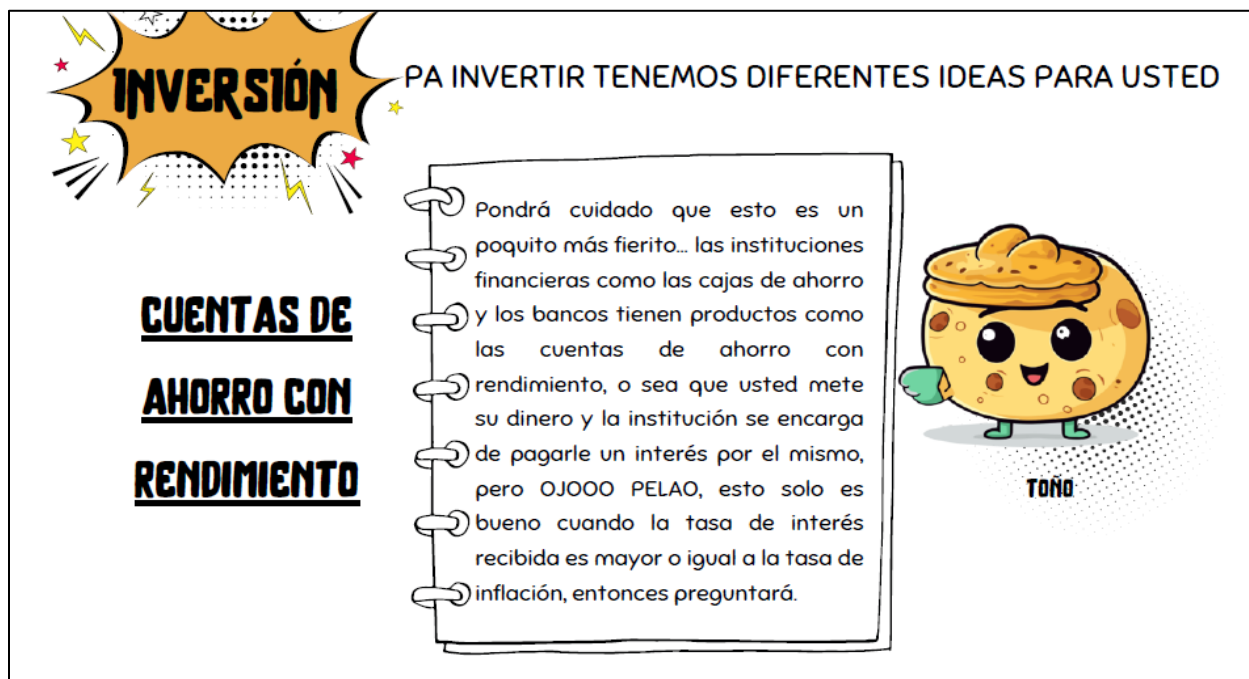 INVERSIÓN
PA INVERTIR TENEMOS DIFERENTES IDEAS PARA USTED
CUENTAS DE
AHORRO CON
RENDIMIENTO
Pondrá cuidado que esto es un
poquito más fierito... las instituciones
financieras como las cajas de ahorro
y los bancos tienen productos como
las cuentas de ahorro con
rendimiento, o sea que usted mete
su dinero y la institución se encarga
de pagarle un interés por el mismo,
pero OJOOO PELAO, esto solo es
bueno cuando la tasa de interés
recibida es mayor o igual a la tasa de
inflación, entonces preguntará.
TOÑO